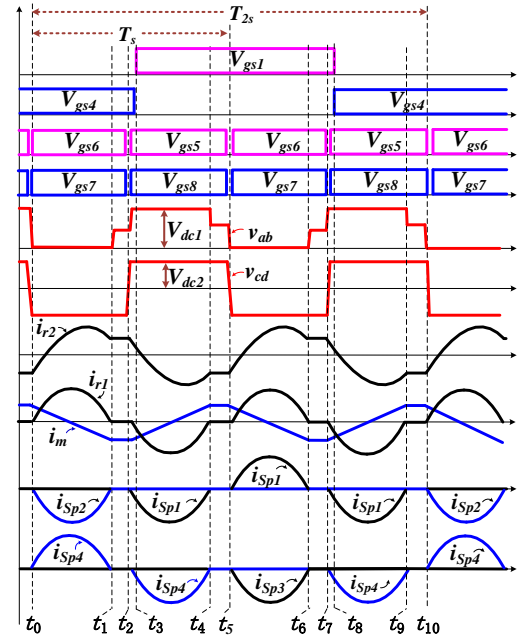 T2s
Ts
Vgs1
Vgs4 Vgs4
Vgs6 Vgs5 Vgs6 Vgs5 Vgs6
Vgs7 Vgs8 Vgs7 Vgs8 Vgs7
Vdc1 vab
Vdc2 vcd
ir2
ir1
im
iSp1
iSp2 iSp1 iSp1 iSp2
iSp4 iSp4
iSp4 iSp3 iSp4
t0 t1 t2 t3 t4 t5 t6 t7 t8 t9 t10